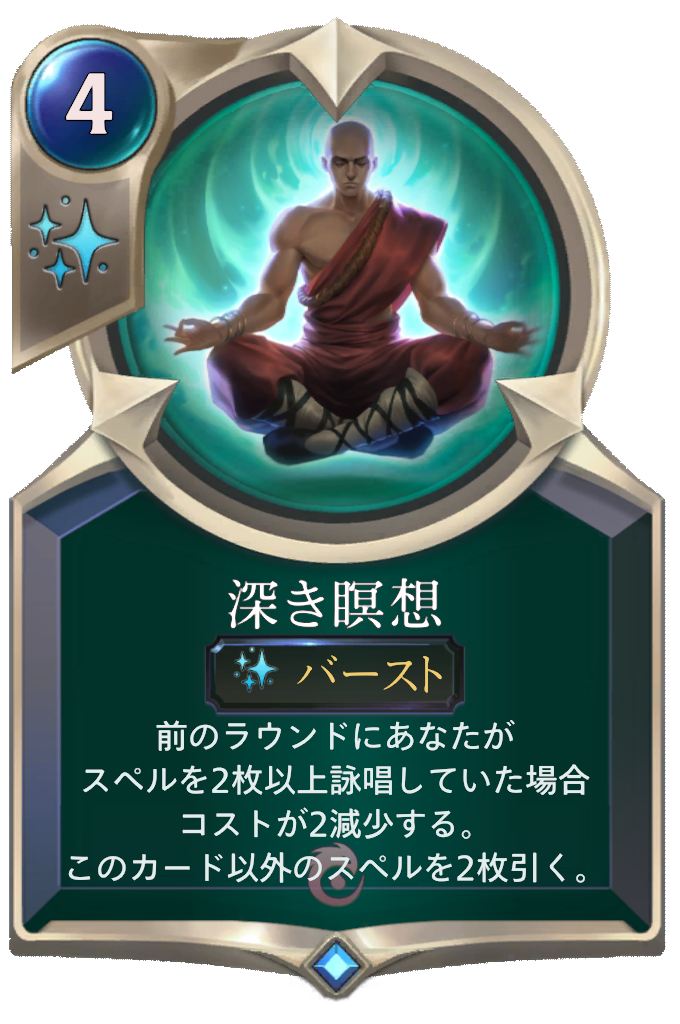 4
深き瞑想
バースト
前のラウンドにあなたが
スペルを2枚以上詠唱していた場合
コストが2減少する。
このカード以外のスペルを2枚引く。